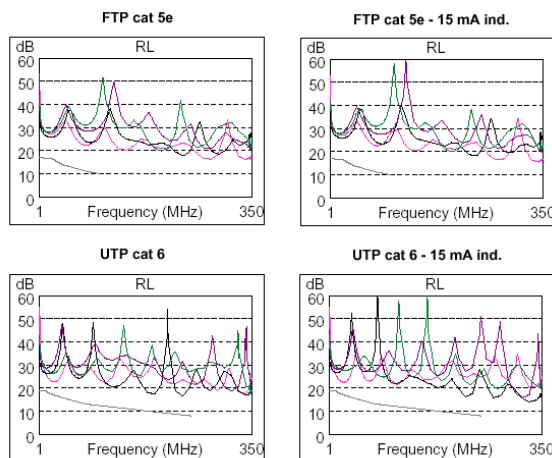 FTP cat 5e
dB
RL
60
50
40
30
20
10
0
1
Frequency (MHz)
350
FTP cat 5e - 15 mA ind.
dB
RL
60
50
40
30
20
10
0
1
Frequency (MHz)
350
UTP cat 6
dB
RL
60
50
40
30
20
10
0
1
Frequency (MHz)
350
UTP cat 6 - 15 mA ind.
dB
RL
60
50
40
30
20
10
0
1
Frequency (MHz)
350